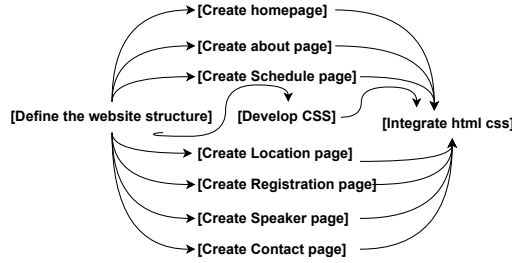 [Create homepage]
[Create about page]
[Create Schedule page]
[Define the website structure]
[Develop CSS]
[Integrate html css]
[Create Location page]
[Create Registration page]
[Create Speaker page]
[Create Contact page]